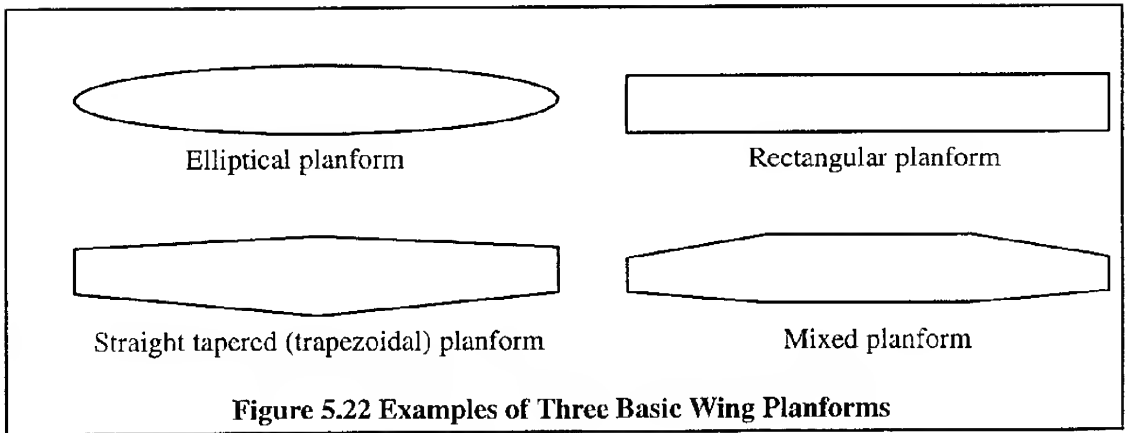 Elliptical planform
Rectangular planform
Straight tapered (trapezoidal) planform
Mixed planform
Figure 5.22 Examples of Three Basic Wing Planforms